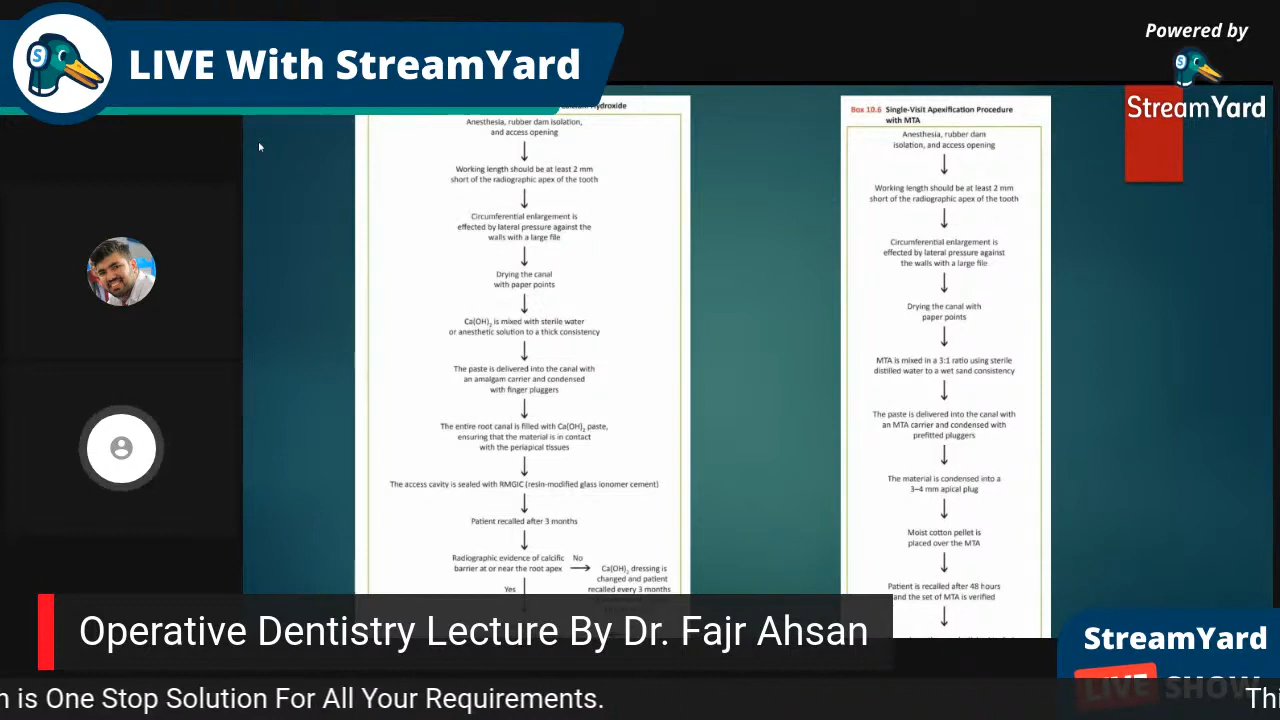 LIVE With StreamYard
Powered by
StreamYard
Hydroxide
Anesthesia, rubber dam isolation,
and access opening
Working length should be at least 2 mm
short of the radiographic apex of the tooth
Circumferential enlargement is
effected by lateral pressure against the
walls with a large file
Drying the canal
with paper points
Ca(OH)₂ is mixed with sterile water
or anesthetic solution to a thick consistency
The paste is delivered into the canal with
an amalgam carrier and condensed
with finger pluggers
The entire root canal is filled with Ca(OH)₂ paste,
ensuring that the material is in contact
with the periapical tissues
The access cavity is sealed with RMGIC (resin-modified glass ionomer cement)
Patient recalled after 3 months
Radiographic evidence of calcific
barrier at or near the root apex
No
Ca(OH)₂ dressing is
changed and patient
recalled every 3 months
Yes
Box 10.6 Single-Visit Apexification Procedure
with MTA
Anesthesia, rubber dam
isolation, and access opening
Working length should be at least 2 mm
short of the radiographic apex of the tooth
Circumferential enlargement is
effected by lateral pressure against
the walls with a large file
Drying the canal with
paper points
MTA is mixed in a 3:1 ratio using sterile
distilled water to a wet sand consistency
The paste is delivered into the canal with
an MTA carrier and condensed with
prefitted pluggers
The material is condensed into a
3–4 mm apical plug
Moist cotton pellet is
placed over the MTA
Patient is recalled after 48 hours
and the set of MTA is verified
Operative Dentistry Lecture By Dr. Fajr Ahsan
StreamYard
LIVE SHOW
is One Stop Solution For All Your Requirements.
Thi